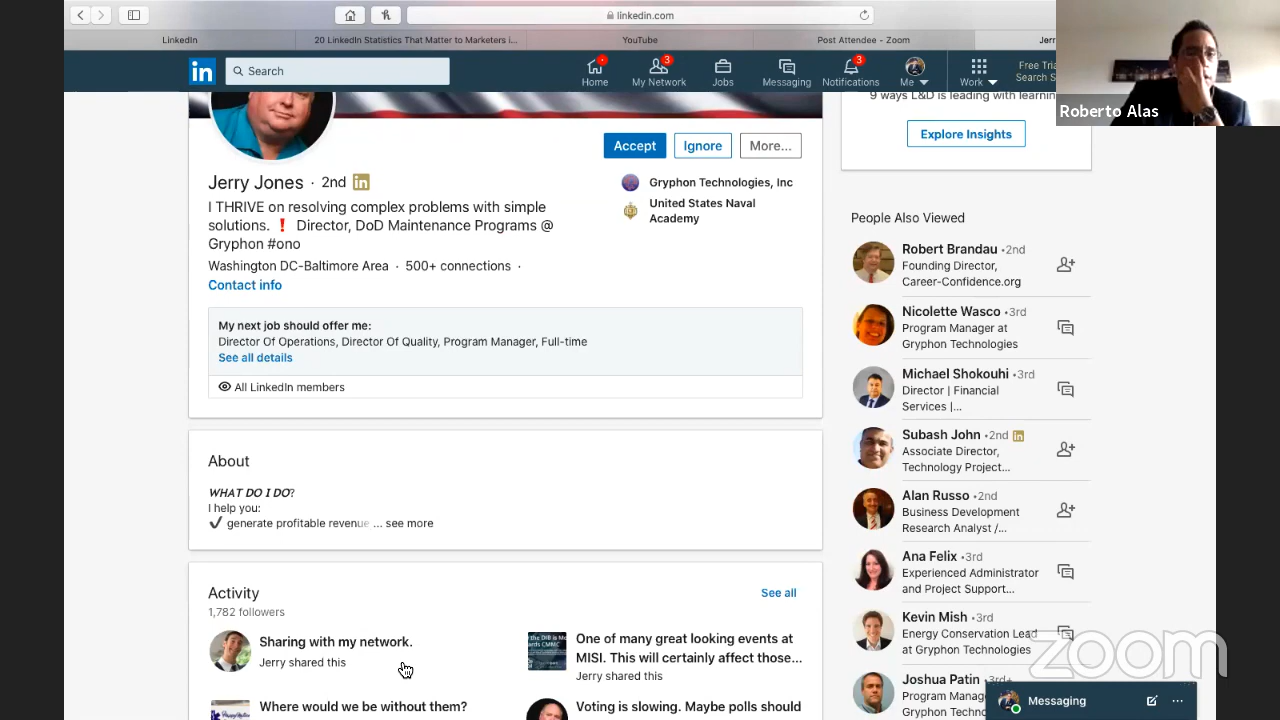 linkedin.com
LinkedIn
20 LinkedIn Statistics That Matter to Marketers i...
YouTube
Post Attendee - Zoom
Jerr
in
Search
Home
3
My Network
Jobs
Messaging
3
Notifications
Me
Work
Free Tria
Search S
Roberto Alas
9 ways L&D is leading with learnin
Explore Insights
Accept
Ignore
More...
Jerry Jones · 2nd in
I THRIVE on resolving complex problems with simple
solutions. ❗ Director, DoD Maintenance Programs @
Gryphon #ono
Washington DC-Baltimore Area · 500+ connections ·
Contact info
Gryphon Technologies, Inc
United States Naval
Academy
My next job should offer me:
Director Of Operations, Director Of Quality, Program Manager, Full-time
See all details
All LinkedIn members
About
WHAT DO I DO?
I help you:
✔ generate profitable revenue ... see more
Activity
See all
1,782 followers
Sharing with my network.
Jerry shared this
One of many great looking events at
MISI. This will certainly affect those...
Jerry shared this
Where would we be without them?
Voting is slowing. Maybe polls should
People Also Viewed
Robert Brandau •2nd
Founding Director,
Career-Confidence.org
Nicolette Wasco •3rd
Program Manager at
Gryphon Technologies
Michael Shokouhi •3rd
Director | Financial
Services |...
Subash John •2nd in
Associate Director,
Technology Project...
Alan Russo •2nd
Business Development
Research Analyst /...
Ana Felix •3rd
Experienced Administrator
and Project Support...
Kevin Mish •3rd
Energy Conservation Lead
at Gryphon Technologies
Joshua Patin •3rd+
Program Manag
Gryphon Techno
Messaging
zoom